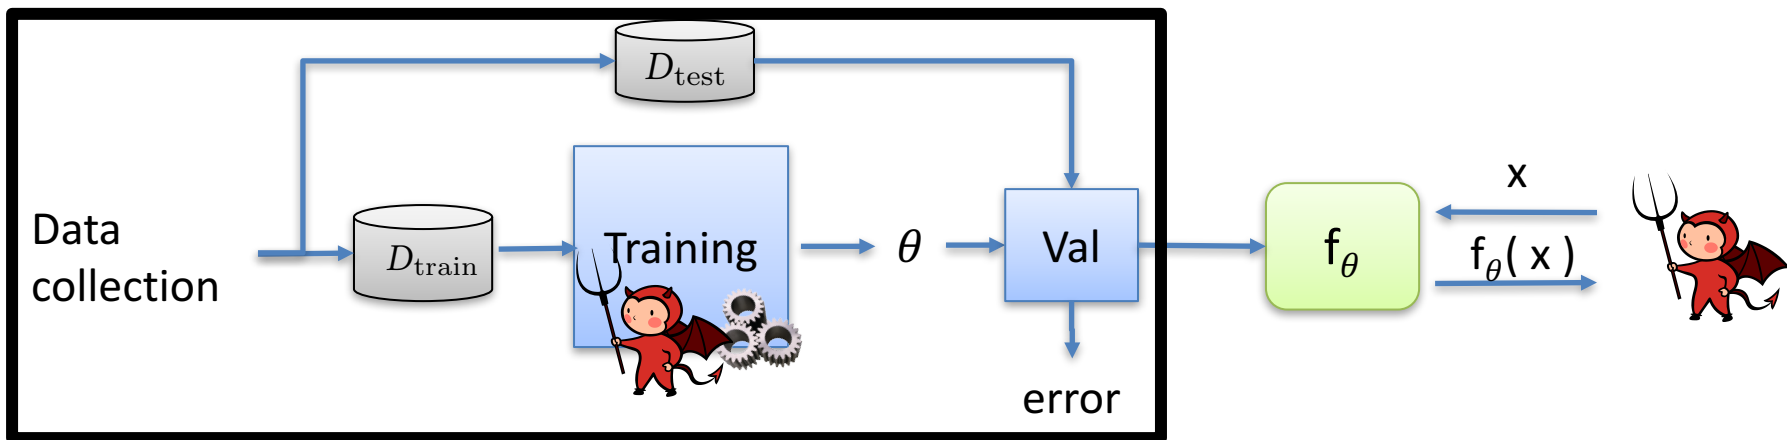 D_test
Data
collection
D_train
Training
θ
Val
error
f_θ
x
f_θ( x )